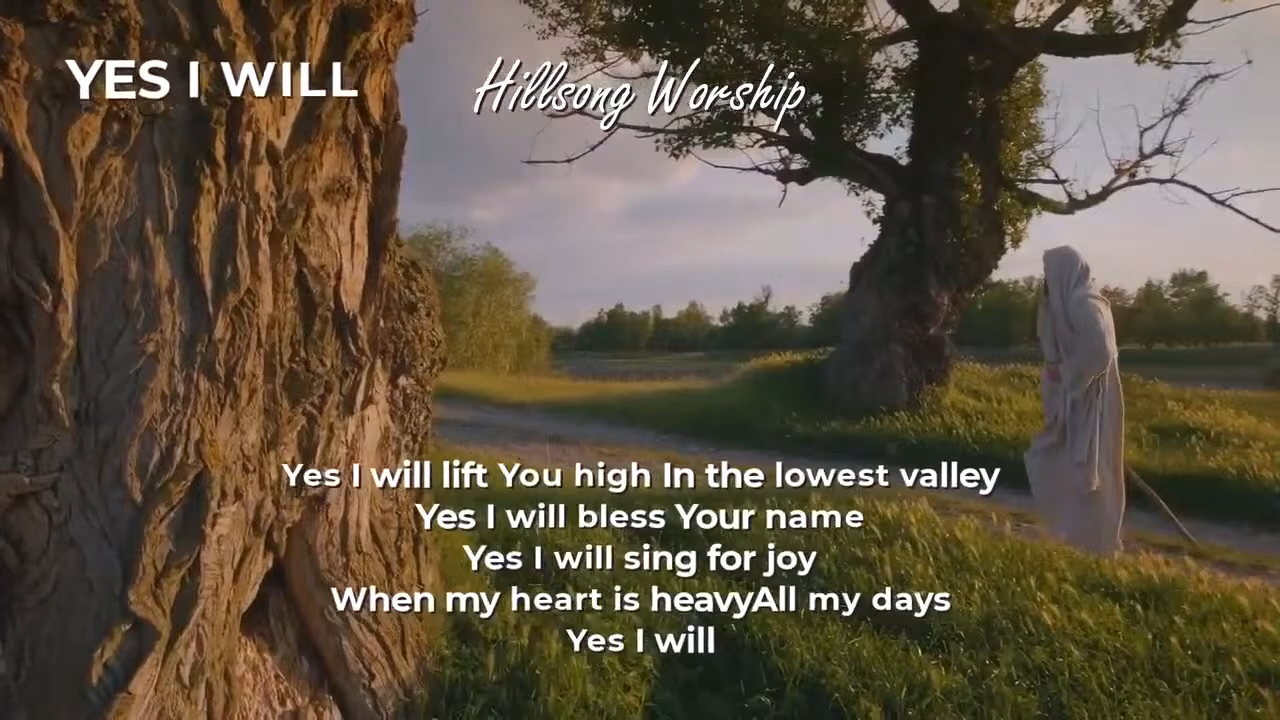 YES I WILL
Hillsong Worship
Yes I will lift You high In the lowest valley
Yes I will bless Your name
Yes I will sing for joy
When my heart is heavyAll my days
Yes I will